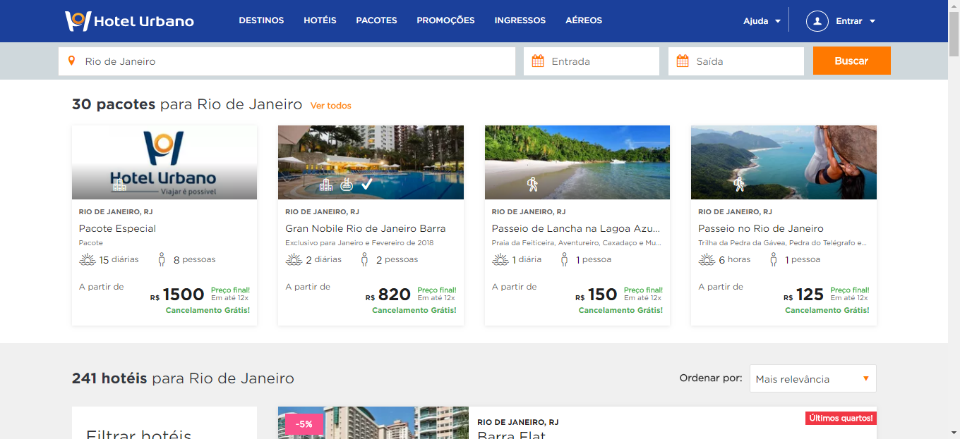 Hotel Urbano
DESTINOS HOTÉIS PACOTES PROMOÇÕES INGRESSOS AÉREOS
Ajuda Entrar
Rio de Janeiro Entrada Saída Buscar
30 pacotes para Rio de Janeiro Ver todos
Hotel Urbano
Viajar é possível
RIO DE JANEIRO, RJ
Pacote Especial
Pacote
15 diárias 8 pessoas
A partir de
R$ 1500 Preço final!
Em até 12x
Cancelamento Grátis!
RIO DE JANEIRO, RJ
Gran Nobile Rio de Janeiro Barra
Exclusivo para Janeiro e Fevereiro de 2018
2 diárias 2 pessoas
A partir de
R$ 820 Preço final!
Em até 12x
Cancelamento Grátis!
RIO DE JANEIRO, RJ
Passeio de Lancha na Lagoa Azu...
Praia da Feiticeira, Aventureiro, Caxadaço e Mu...
1 diária 1 pessoa
A partir de
R$ 150 Preço final!
Em até 12x
Cancelamento Grátis!
RIO DE JANEIRO, RJ
Passeio no Rio de Janeiro
Trilha da Pedra da Gávea, Pedra do Telégrafo e...
6 horas 1 pessoa
A partir de
R$ 125 Preço final!
Em até 12x
Cancelamento Grátis!
241 hotéis para Rio de Janeiro
Ordenar por: Mais relevância
Filtrar hotéis
-5%
RIO DE JANEIRO, RJ
Barra Flat
Últimos quartos!